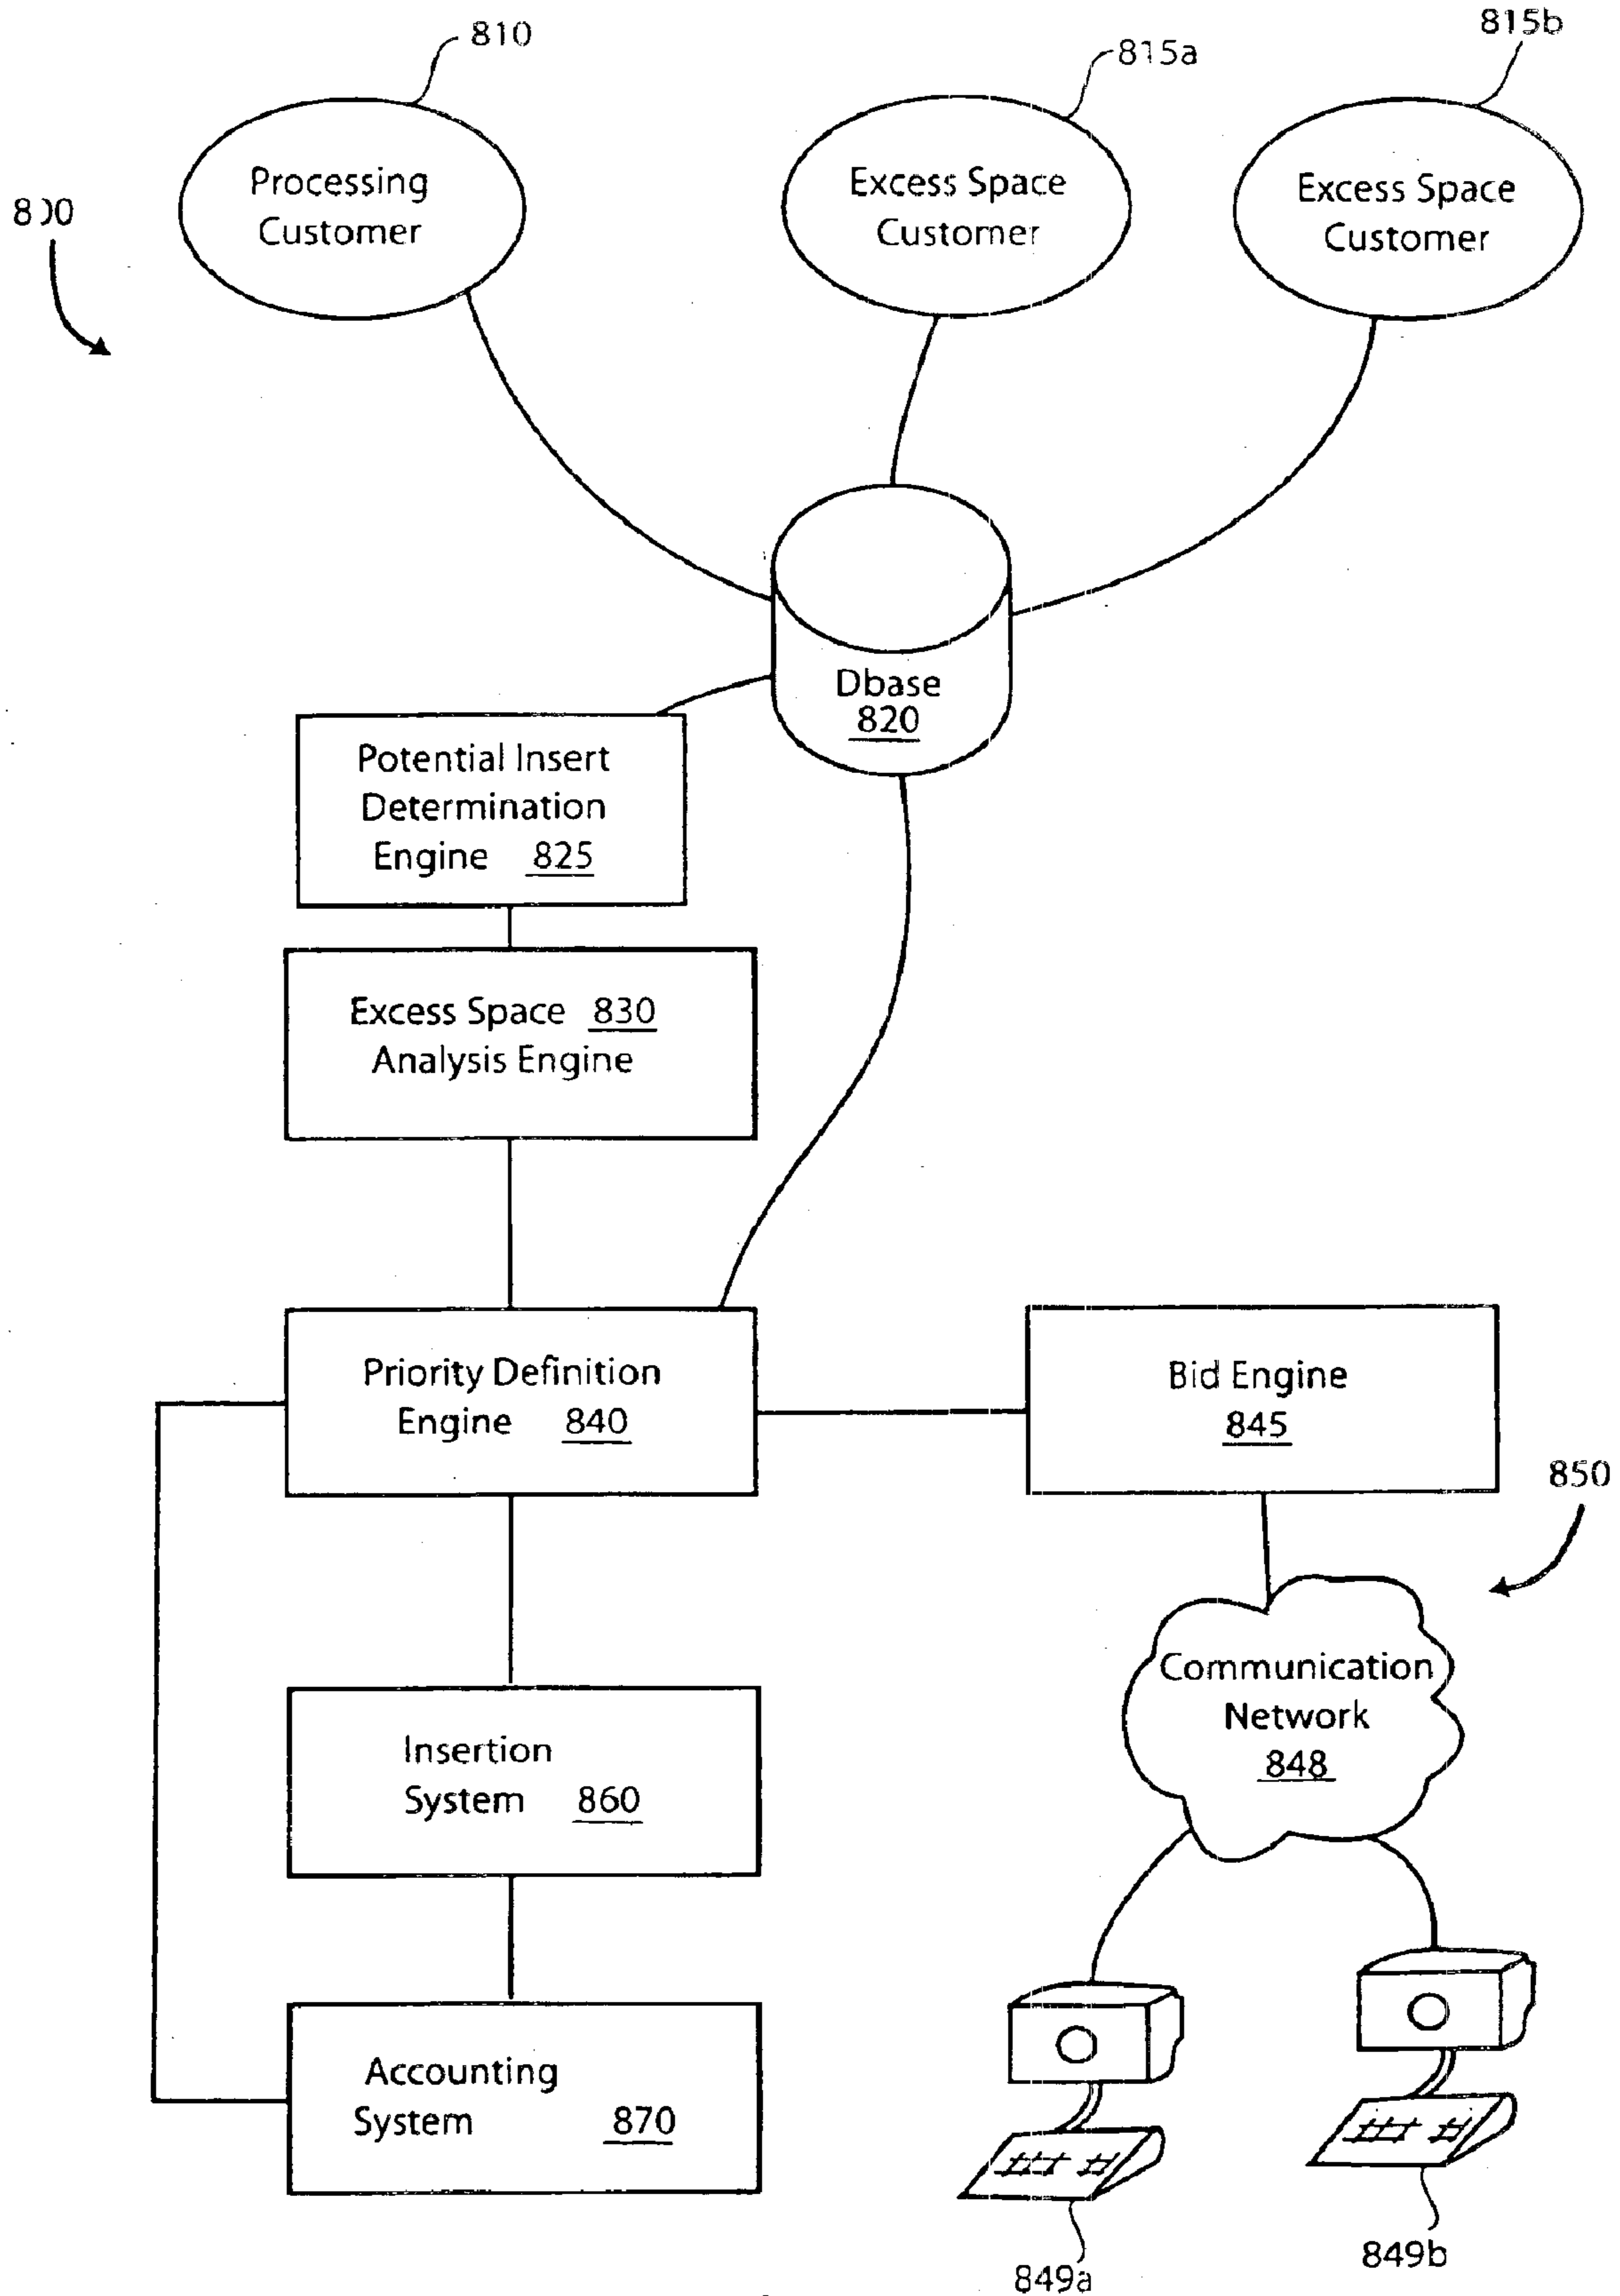 810
815a
815b
Processing
Customer
Excess Space
Customer
Excess Space
Customer
800
Dbase
820
Potential Insert
Determination
Engine 825
Excess Space 830
Analysis Engine
Priority Definition
Engine 840
Bid Engine
845
850
Communication
Network
848
Insertion
System 860
Accounting
System 870
849a
849b